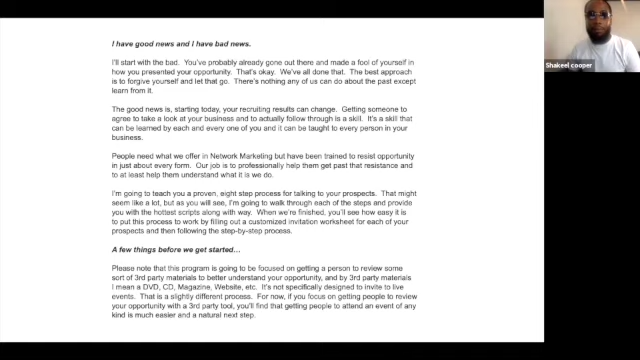 I have good news and I have bad news.
I'll start with the bad. You've probably already gone out there and made a fool of yourself in
how you presented your opportunity. That's okay. We've all done that. The best approach
is to forgive yourself and let that go. There's nothing any of us can do about the past except
learn from it.
The good news is, starting today, your recruiting results can change. Getting someone to
agree to take a look at your business and to actually follow through is a skill. It's a skill that
can be learned by each and every one of you and it can be taught to every person in your
business.
People need what we offer in Network Marketing but have been trained to resist opportunity
in just about every form. Our job is to professionally help them get past that resistance and
to at least help them understand what it is we do.
I'm going to teach you a proven, eight step process for talking to your prospects. That might
seem like a lot, but as you will see, I'm going to walk through each of the steps and provide
you with the hottest scripts along with way. When we're finished, you'll see how easy it is
to put this process to work by filling out a customized invitation worksheet for each of your
prospects and then following the step-by-step process.
A few things before we get started...
Please note that this program is going to be focused on getting a person to review some
sort of 3rd party materials to better understand your opportunity, and by 3rd party materials
I mean a DVD, CD, Magazine, Website, etc. It's not specifically designed to invite to live
events. That is a slightly different process. For now, if you focus on getting people to review
your opportunity with a 3rd party tool, you'll find that getting people to attend an event of any
kind is much easier and a natural next step.
Shakeel cooper